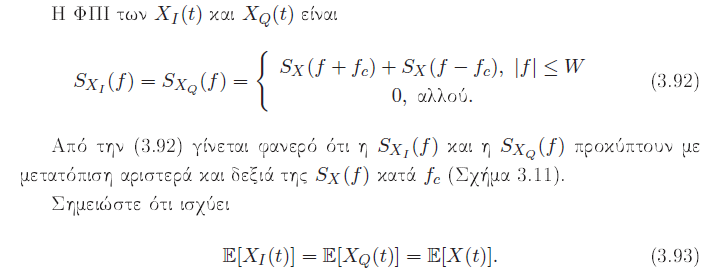 Η ΦΠΙ των X_I(t) και X_Q(t) είναι
S_{X_I}(f) = S_{X_Q}(f) = { S_X(f + f_c) + S_X(f − f_c), |f| ≤ W
0, αλλού. (3.92)
Από την (3.92) γίνεται φανερό ότι η S_{X_I}(f) και η S_{X_Q}(f) προκύπτουν με
μετατόπιση αριστερά και δεξιά της S_X(f) κατά f_c (Σχήμα 3.11).
Σημειώστε ότι ισχύει
𝔼[X_I(t)] = 𝔼[X_Q(t)] = 𝔼[X(t)]. (3.93)